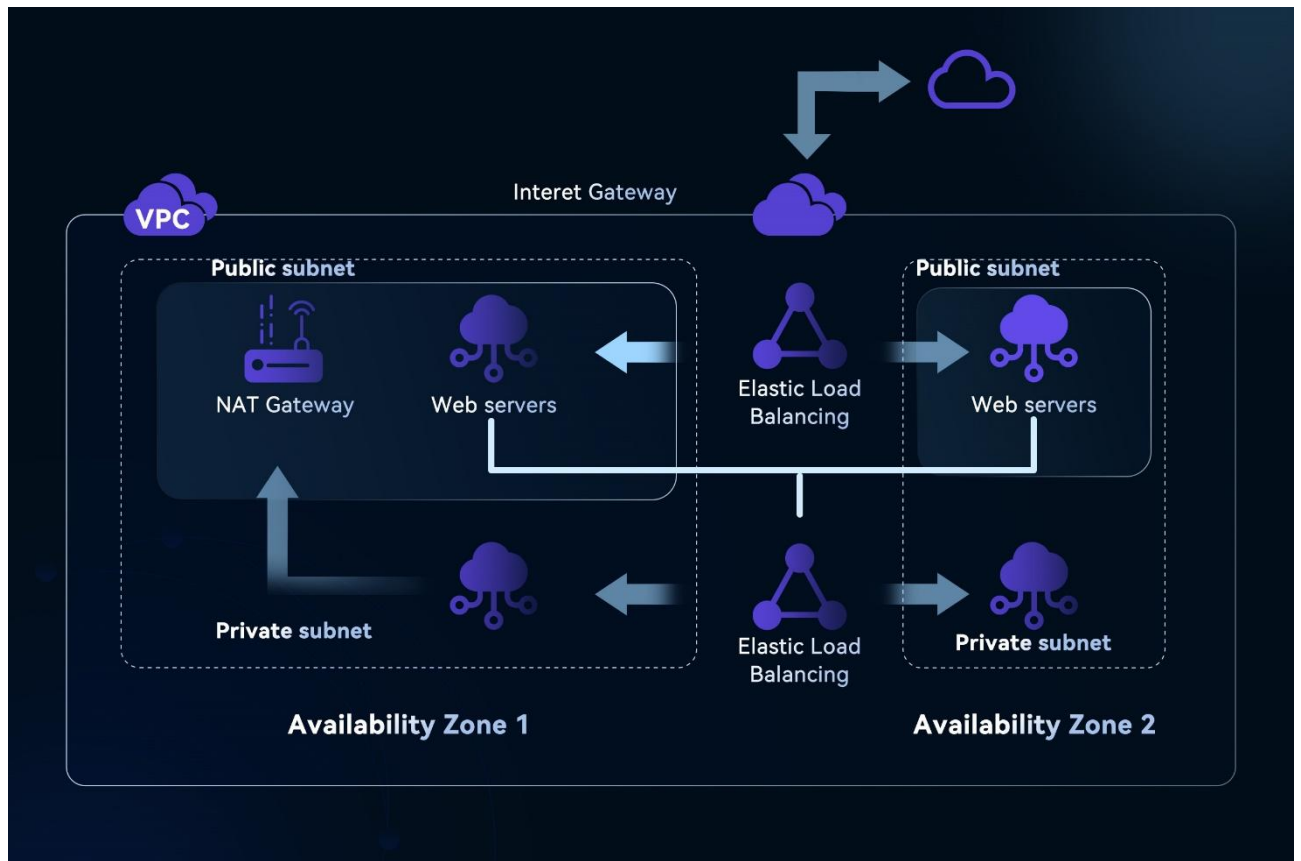 Interet Gateway
VPC
Public subnet
Public subnet
NAT Gateway
Web servers
Elastic Load
Balancing
Web servers
Private subnet
Elastic Load
Balancing
Private subnet
Availability Zone 1
Availability Zone 2